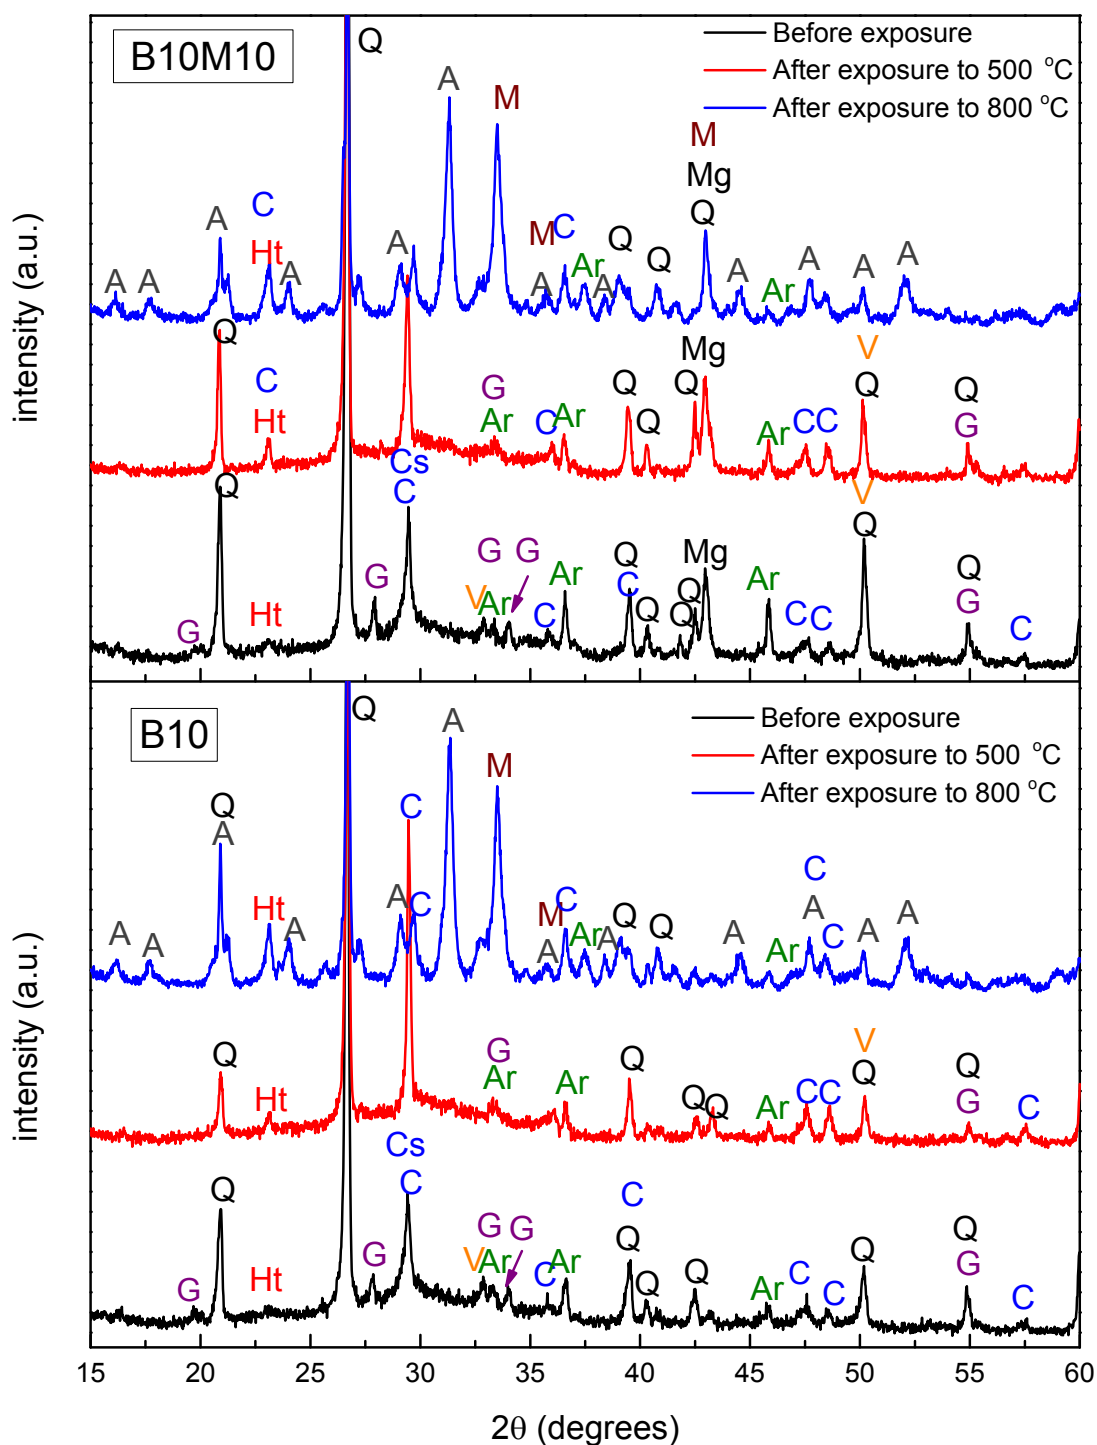 B10M10
Before exposure
After exposure to 500 °C
After exposure to 800 °C
intensity (a.u.)
Q
A
M
M
Mg
Q
C
A
Ht
A
A
A
A
M
C
A
Ar
A
Q
Q
A
Ar
A
A
A
Q
C
Ht
G
Ar
C
Ar
Q
Q
Q
Mg
Ar
C
C
V
Q
Q
G
Q
G
Ht
G
Cs
C
V
G
G
Ar
C
Ar
Q
C
Q
Q
Q
Mg
Ar
C
C
V
Q
Q
G
C
B10
Before exposure
After exposure to 500 °C
After exposure to 800 °C
intensity (a.u.)
Q
A
M
Q
A
A
A
Ht
A
C
A
C
M
A
C
Ar
A
Q
Q
A
Ar
C
A
C
A
A
Q
Ht
G
Ar
Ar
Q
Q
Q
Ar
C
C
V
Q
Q
G
C
Q
G
Ht
G
Cs
C
V
G
G
Ar
C
Ar
C
Q
Q
Q
Ar
C
C
Q
Q
G
C
15 20 25 30 35 40 45 50 55 60
2θ (degrees)